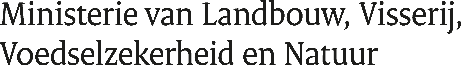 Ministerie van Landbouw, Visserij,
Voedselzekerheid en Natuur